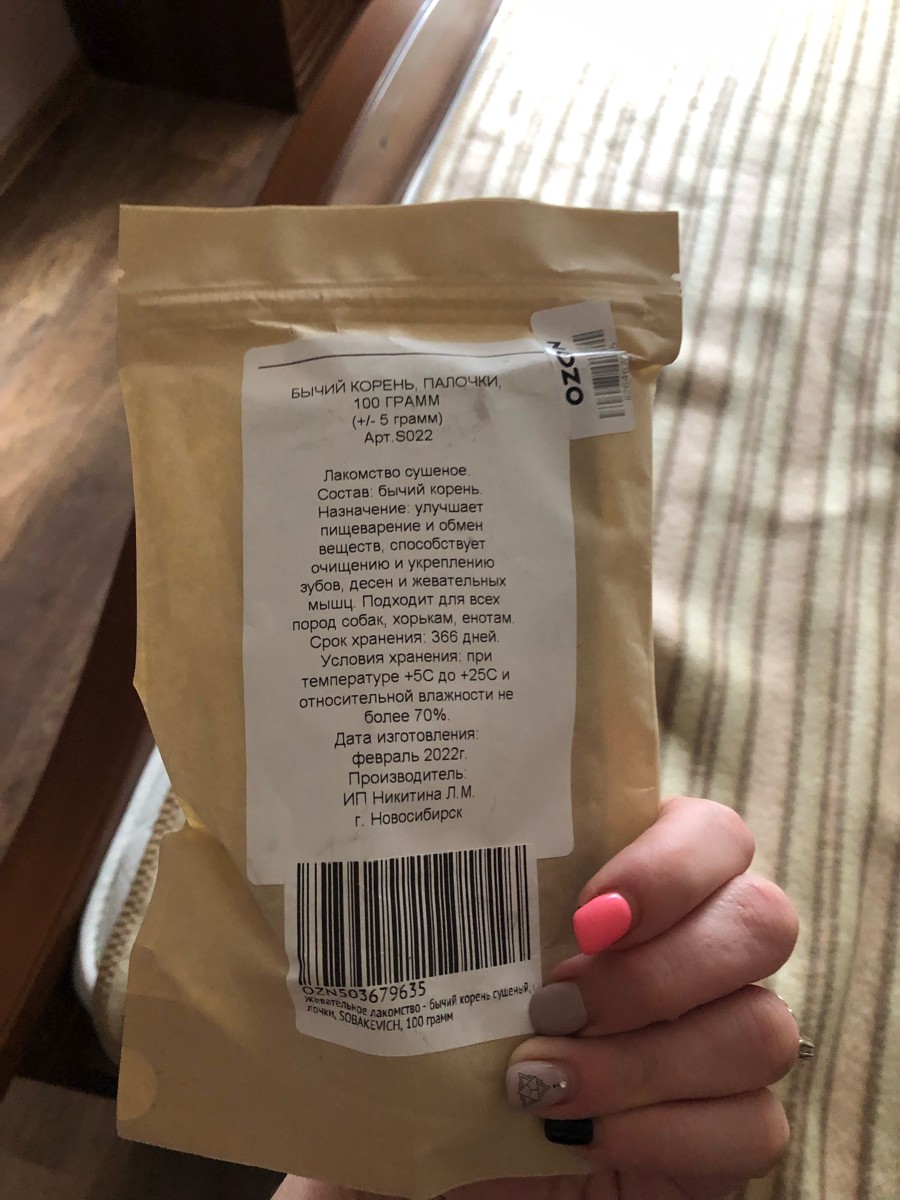 OZON
БЫЧИЙ КОРЕНЬ, ПАЛОЧКИ,
100 ГРАММ
(+/- 5 грамм)
Арт.S022
Лакомство сушеное.
Состав: бычий корень.
Назначение: улучшает
пищеварение и обмен
веществ, способствует
очищению и укреплению
зубов, десен и жевательных
мышц. Подходит для всех
пород собак, хорькам, енотам.
Срок хранения: 366 дней.
Условия хранения: при
температуре +5С до +25С и
относительной влажности не
более 70%.
Дата изготовления:
февраль 2022г.
Производитель:
ИП Никитина Л.М.
г. Новосибирск
OZN503679635
жевательное лакомство - бычий корень сушеный,
лочки, SOBAKEVICH, 100 грамм